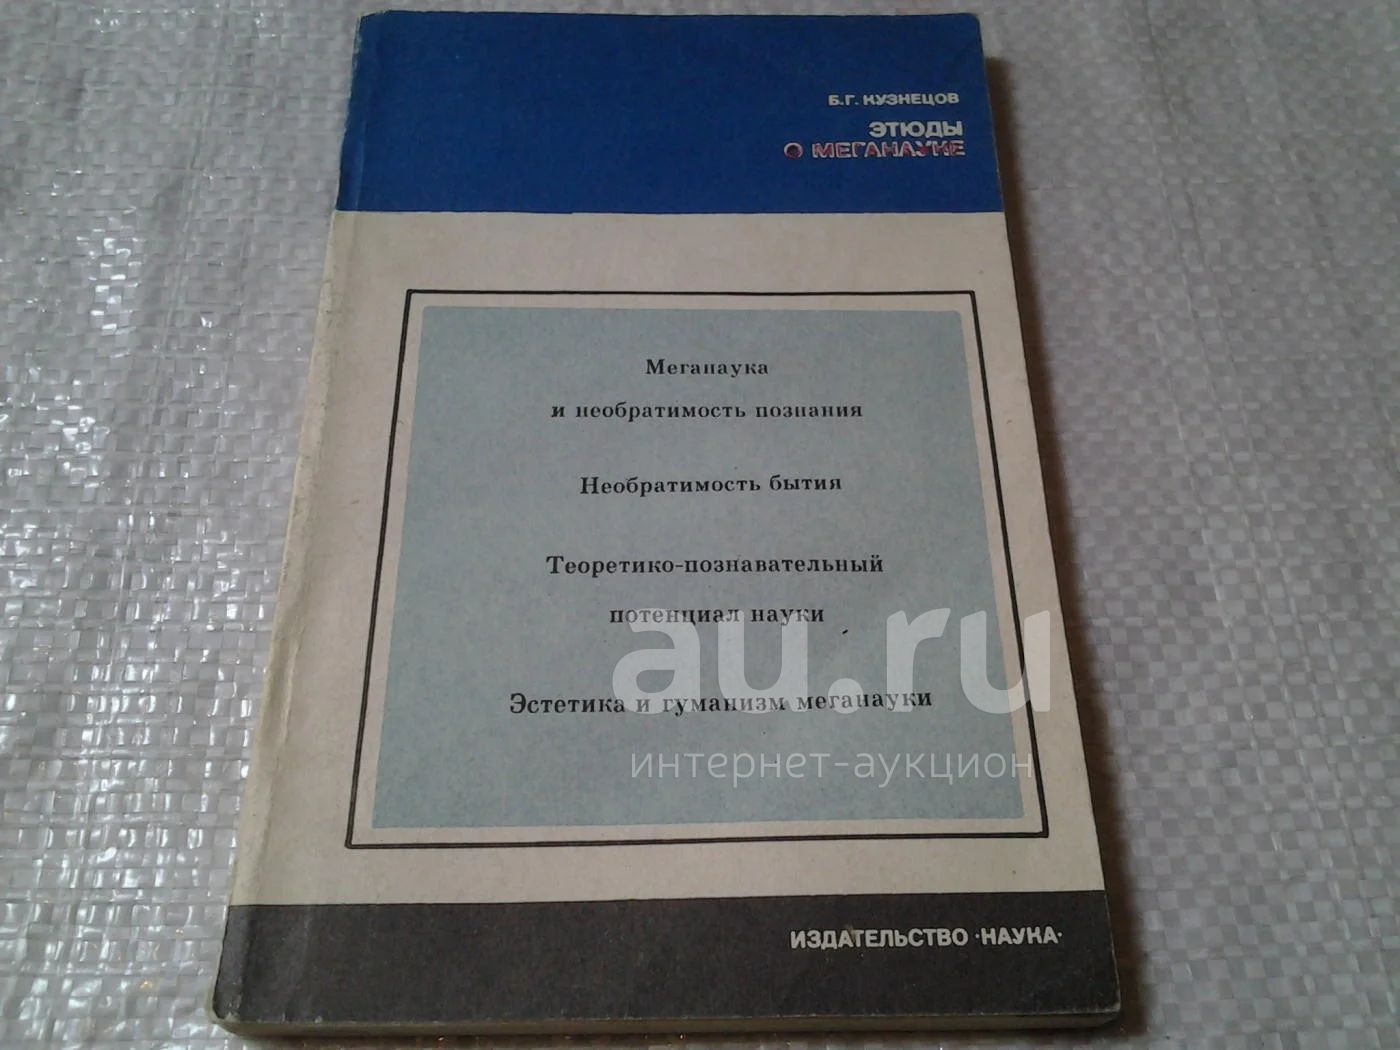 Б.Г. КУЗНЕЦОВ
ЭТЮДЫ
О МЕГАНАУКЕ
Меганаука
и необратимость познания
Необратимость бытия
Теоретико-познавательный
потенциал науки
Эстетика и гуманизм меганауки
au.ru
интернет-аукцион
ИЗДАТЕЛЬСТВО ·НАУКА·